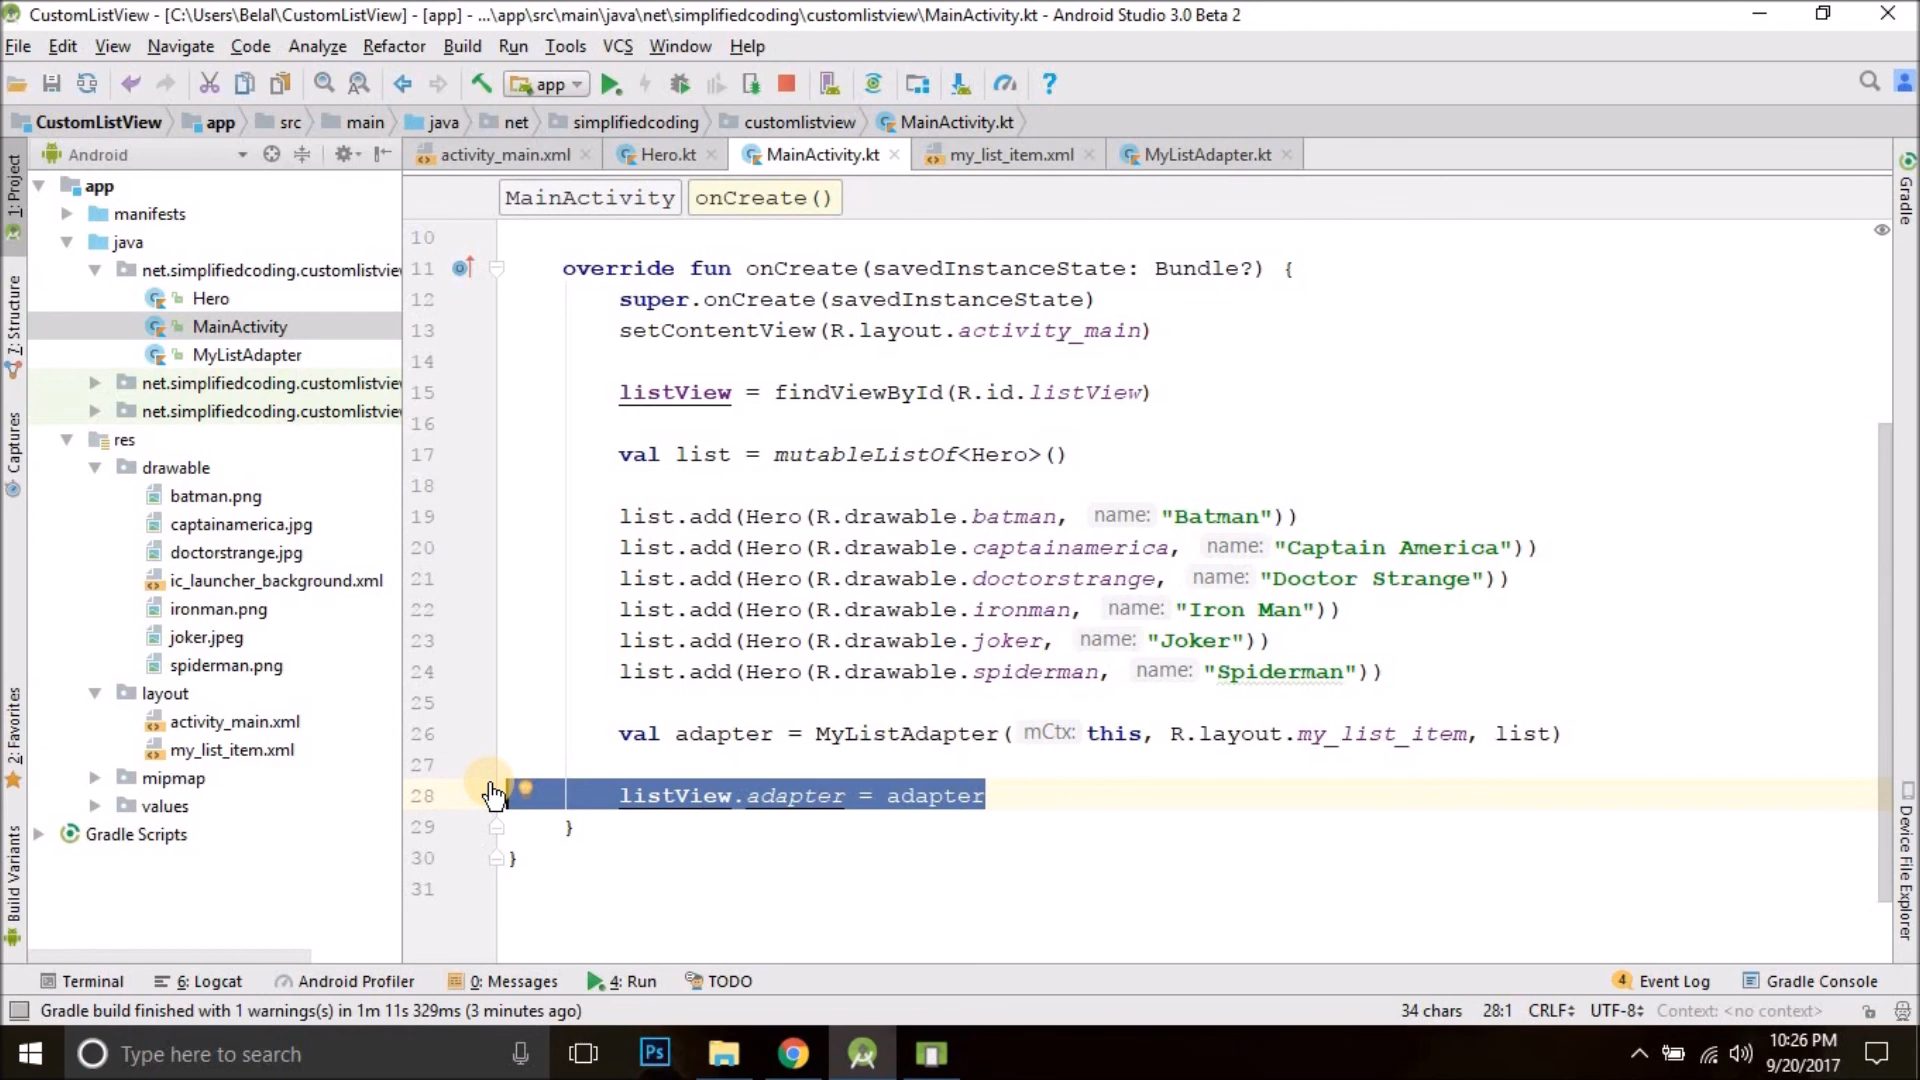 CustomListView - [C:\Users\Belal\CustomListView] - [app] - ...\app\src\main\java\net\simplifiedcoding\customlistview\MainActivity.kt - Android Studio 3.0 Beta 2
File Edit View Navigate Code Analyze Refactor Build Run Tools VCS Window Help
app
CustomListView app src main java net simplifiedcoding customlistview MainActivity.kt
Android
activity_main.xml Hero.kt MainActivity.kt my_list_item.xml MyListAdapter.kt
1: Project
7: Structure
Captures
2: Favorites
Build Variants
app
manifests
java
net.simplifiedcoding.customlistvie
Hero
MainActivity
MyListAdapter
net.simplifiedcoding.customlistvie
net.simplifiedcoding.customlistvie
res
drawable
batman.png
captainamerica.jpg
doctorstrange.jpg
ic_launcher_background.xml
ironman.png
joker.jpeg
spiderman.png
layout
activity_main.xml
my_list_item.xml
mipmap
values
Gradle Scripts
MainActivity onCreate()
10
11 override fun onCreate(savedInstanceState: Bundle?) {
12 super.onCreate(savedInstanceState)
13 setContentView(R.layout.activity_main)
14
15 listView = findViewById(R.id.listView)
16
17 val list = mutableListOf<Hero>()
18
19 list.add(Hero(R.drawable.batman, name: "Batman"))
20 list.add(Hero(R.drawable.captainamerica, name: "Captain America"))
21 list.add(Hero(R.drawable.doctorstrange, name: "Doctor Strange"))
22 list.add(Hero(R.drawable.ironman, name: "Iron Man"))
23 list.add(Hero(R.drawable.joker, name: "Joker"))
24 list.add(Hero(R.drawable.spiderman, name: "Spiderman"))
25
26 val adapter = MyListAdapter( mCtx: this, R.layout.my_list_item, list)
27
28 listView.adapter = adapter
29 }
30 }
31
Gradle
Device File Explorer
Terminal 6: Logcat Android Profiler 0: Messages 4: Run TODO 4 Event Log Gradle Console
Gradle build finished with 1 warnings(s) in 1m 11s 329ms (3 minutes ago) 34 chars 28:1 CRLF UTF-8 Context: <no context>
Type here to search Ps 10:26 PM
9/20/2017